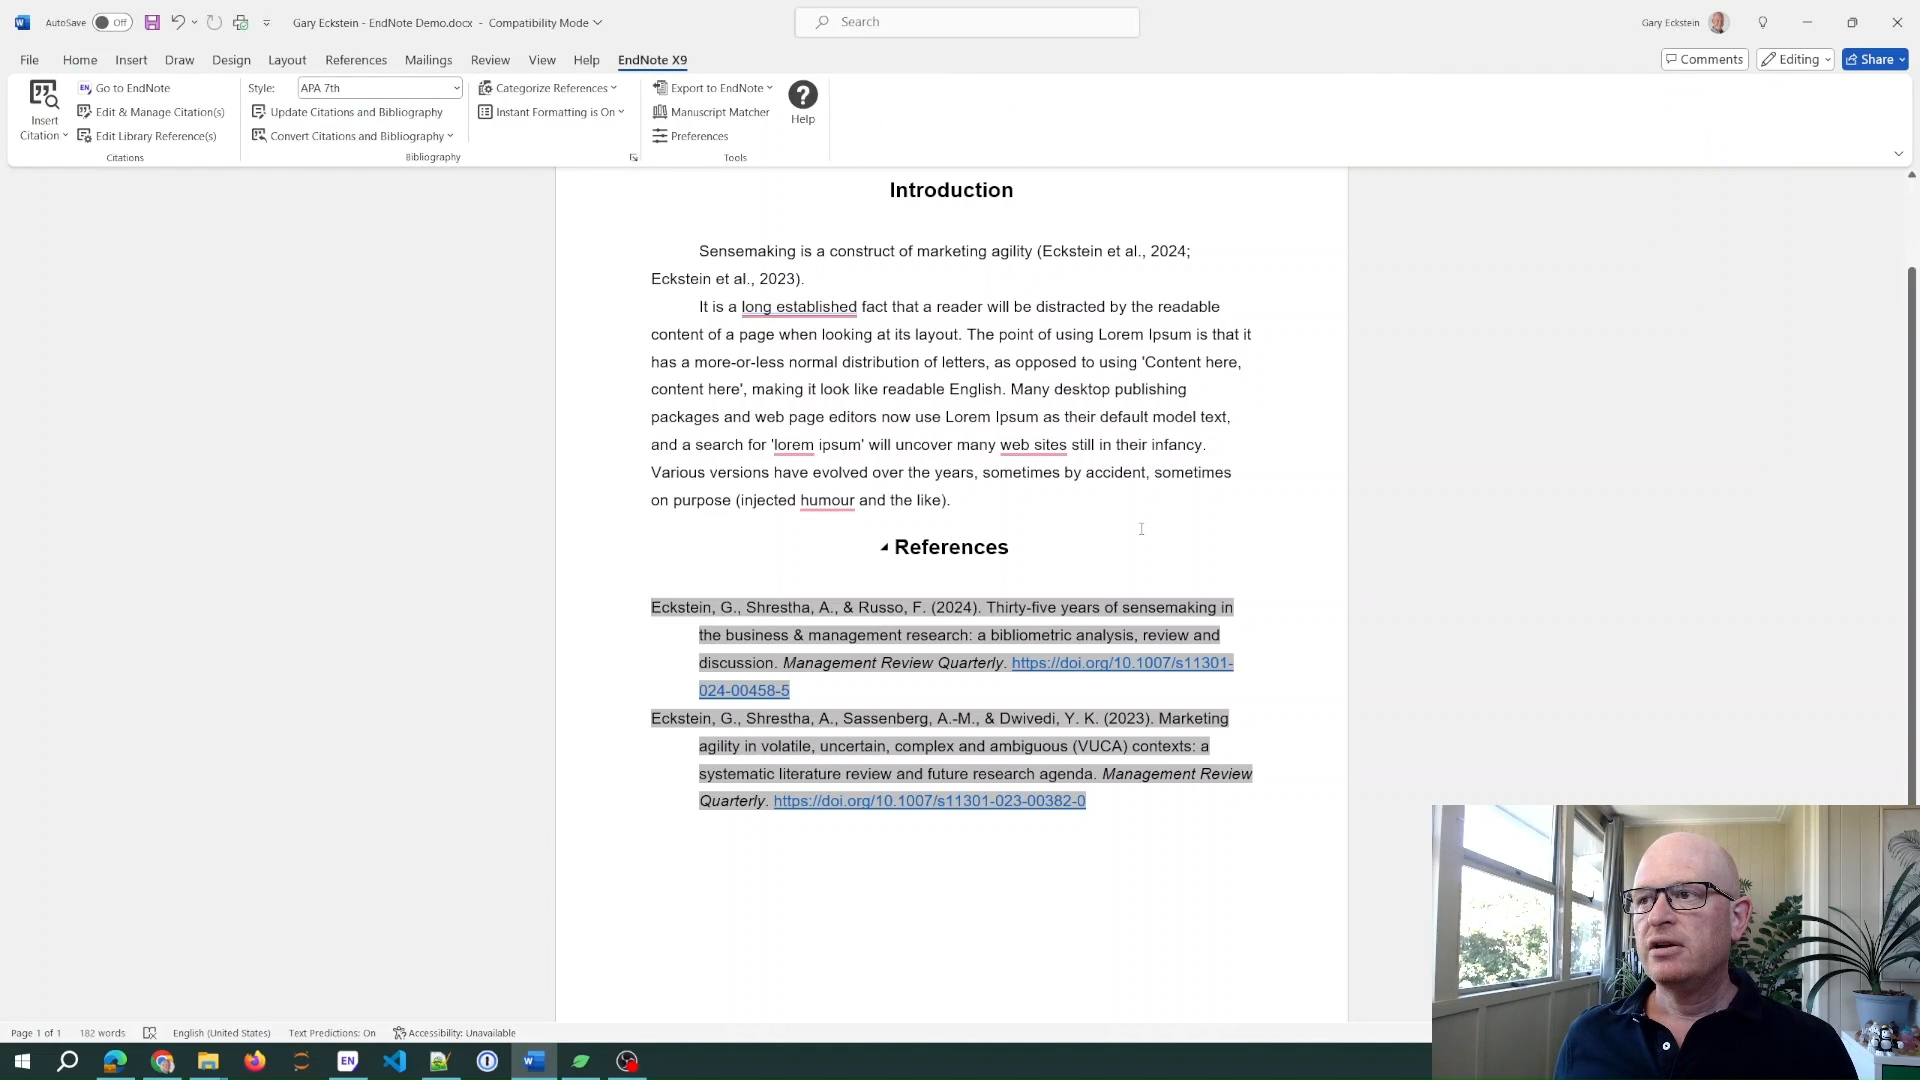 AutoSave Off Gary Eckstein - EndNote Demo.docx - Compatibility Mode Search Gary Eckstein
File Home Insert Draw Design Layout References Mailings Review View Help EndNote X9 Comments Editing Share
Insert Citation
Go to EndNote
Edit & Manage Citation(s)
Edit Library Reference(s)
Citations
Style: APA 7th
Update Citations and Bibliography
Convert Citations and Bibliography
Categorize References
Instant Formatting is On
Bibliography
Export to EndNote
Manuscript Matcher
Preferences
Tools
Help
Introduction
Sensemaking is a construct of marketing agility (Eckstein et al., 2024;
Eckstein et al., 2023).
It is a long established fact that a reader will be distracted by the readable
content of a page when looking at its layout. The point of using Lorem Ipsum is that it
has a more-or-less normal distribution of letters, as opposed to using 'Content here,
content here', making it look like readable English. Many desktop publishing
packages and web page editors now use Lorem Ipsum as their default model text,
and a search for 'lorem ipsum' will uncover many web sites still in their infancy.
Various versions have evolved over the years, sometimes by accident, sometimes
on purpose (injected humour and the like).
References
Eckstein, G., Shrestha, A., & Russo, F. (2024). Thirty-five years of sensemaking in
the business & management research: a bibliometric analysis, review and
discussion. Management Review Quarterly. https://doi.org/10.1007/s11301-
024-00458-5
Eckstein, G., Shrestha, A., Sassenberg, A.-M., & Dwivedi, Y. K. (2023). Marketing
agility in volatile, uncertain, complex and ambiguous (VUCA) contexts: a
systematic literature review and future research agenda. Management Review
Quarterly. https://doi.org/10.1007/s11301-023-00382-0
Page 1 of 1 182 words English (United States) Text Predictions: On Accessibility: Unavailable
EN
W